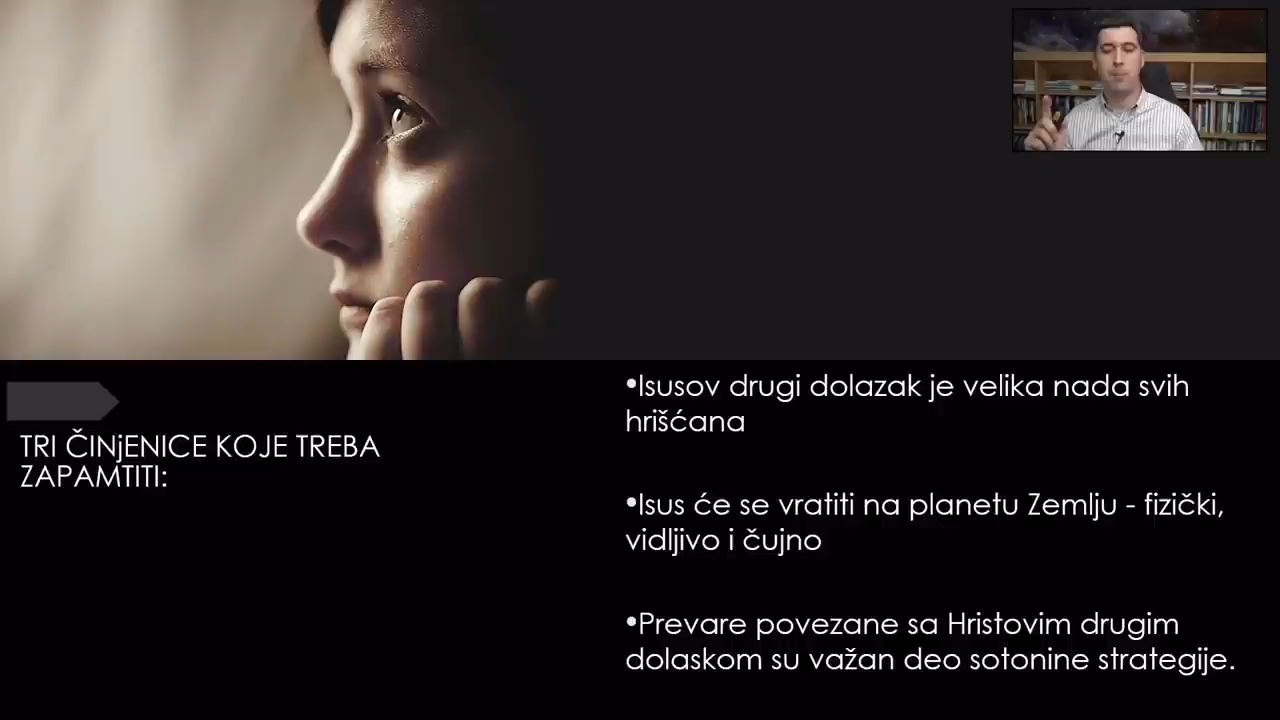 TRI ČINjENICE KOJE TREBA
ZAPAMTITI:
•Isusov drugi dolazak je velika nada svih
hrišćana
•Isus će se vratiti na planetu Zemlju - fizički,
vidljivo i čujno
•Prevare povezane sa Hristovim drugim
dolaskom su važan deo sotonine strategije.